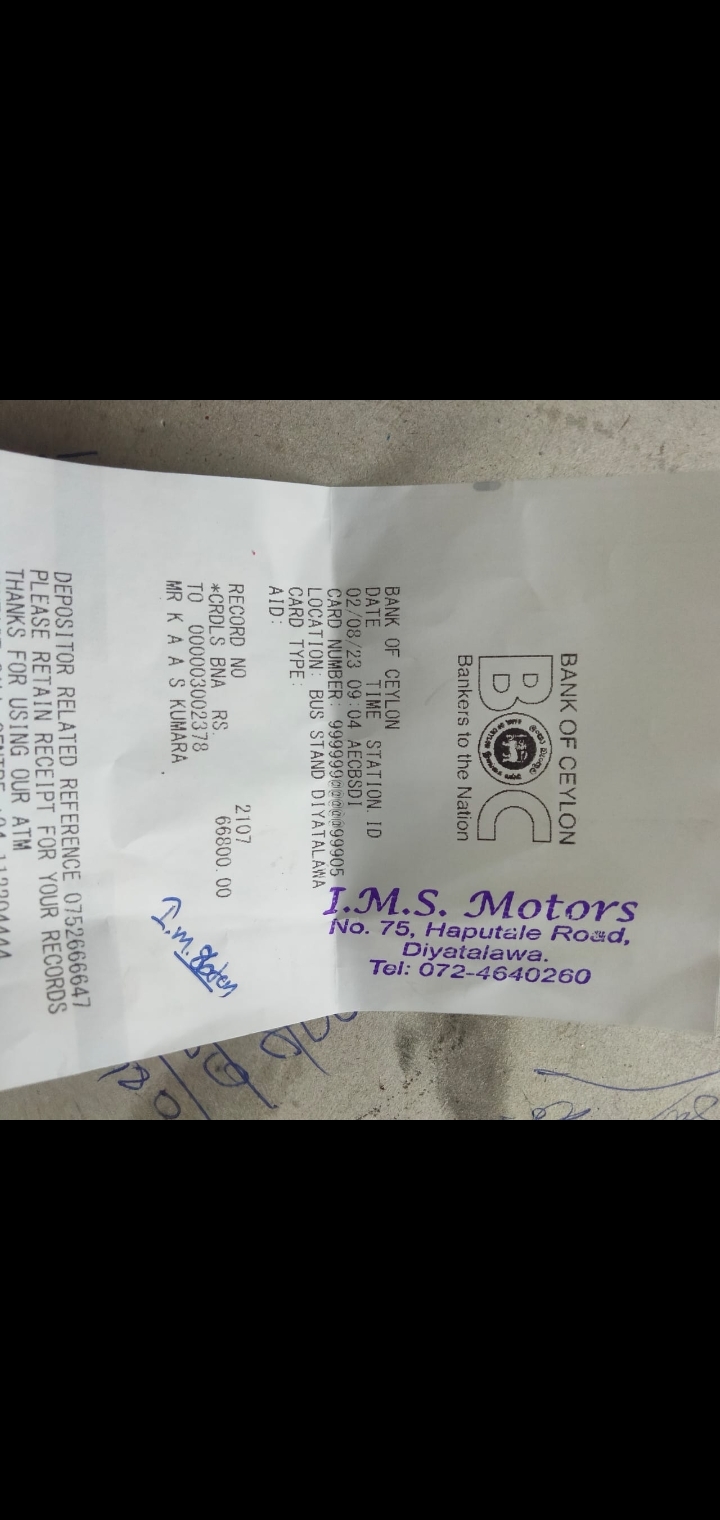 BANK OF CEYLON
BOC
Bankers to the Nation
I.M.S. Motors
No. 75, Haputale Road,
Diyatalawa.
Tel: 072-4640260
BANK OF CEYLON
DATE TIME STATION ID
02/08/23 09:04 AECBSDI
CARD NUMBER: 999999@@@@@@99905
LOCATION: BUS STAND DIYATALAWA
CARD TYPE:
AID:
RECORD NO 2107
*CRDLS BNA RS. 66800.00
TO 000003002378
MR K A A S KUMARA
I.M.
DEPOSITOR RELATED REFERENCE 0752666647
PLEASE RETAIN RECEIPT FOR YOUR RECORDS
THANKS FOR USING OUR ATM